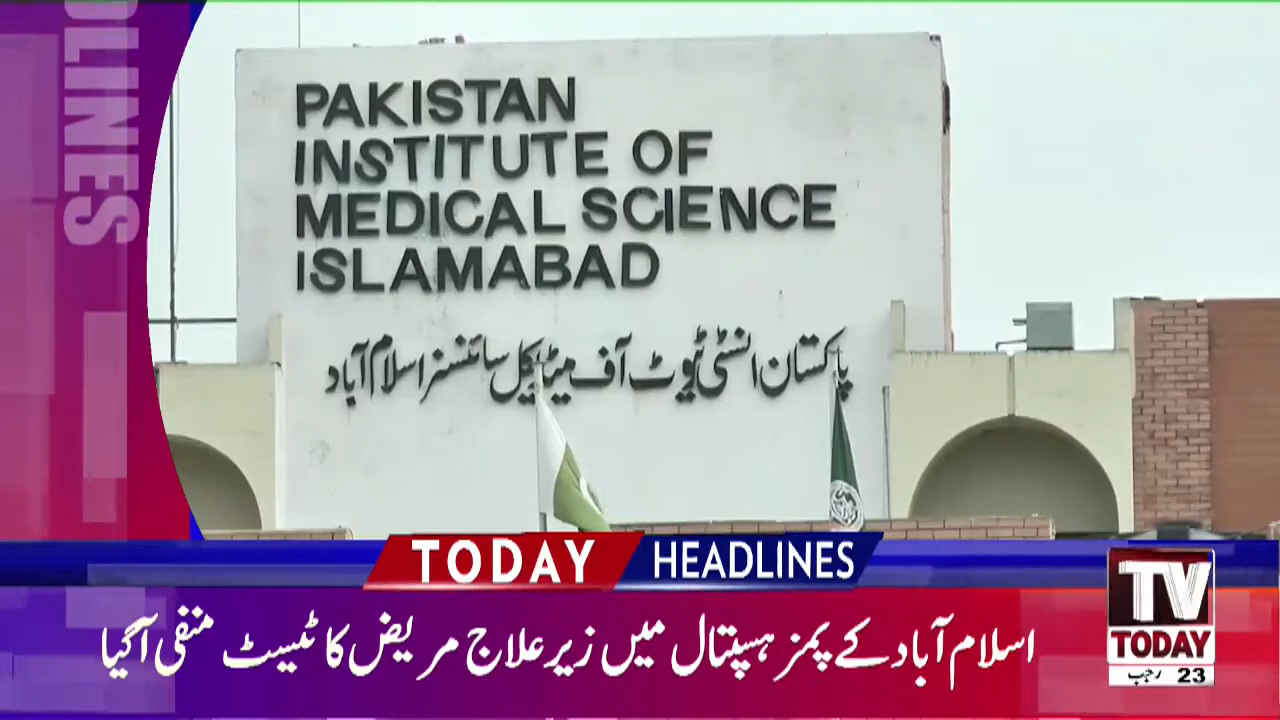 DLINES
PAKISTAN
INSTITUTE OF
MEDICAL SCIENCE
ISLAMABAD
پاکستان انسٹی ٹیوٹ آف میڈیکل سائنسز اسلام آباد
TODAY HEADLINES
اسلام آباد کے پمز ہسپتال میں زیر علاج مریض کا ٹیسٹ منفی آگیا
TV
TODAY
23 رجب